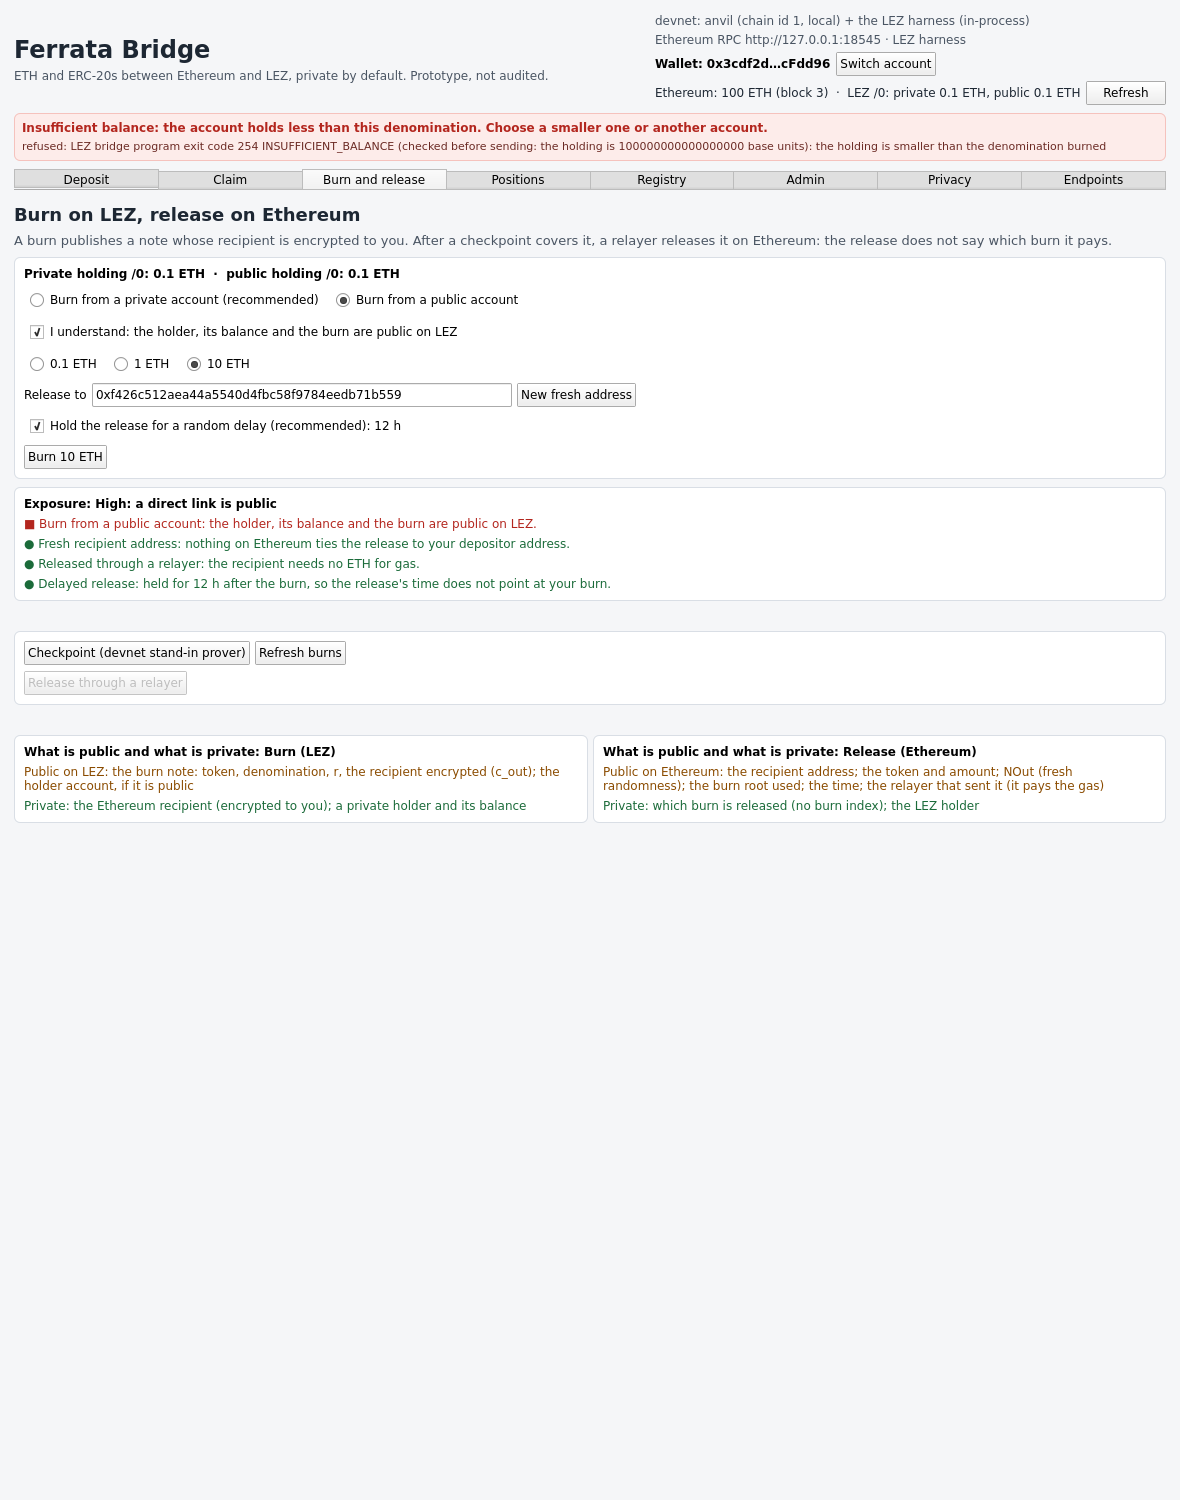 Ferrata Bridge
ETH and ERC-20s between Ethereum and LEZ, private by default. Prototype, not audited.
devnet: anvil (chain id 1, local) + the LEZ harness (in-process)
Ethereum RPC http://127.0.0.1:18545 · LEZ harness
Wallet: 0x3cdf2d…cFdd96 Switch account
Ethereum: 100 ETH (block 3) · LEZ /0: private 0.1 ETH, public 0.1 ETH Refresh
Insufficient balance: the account holds less than this denomination. Choose a smaller one or another account.
refused: LEZ bridge program exit code 254 INSUFFICIENT_BALANCE (checked before sending: the holding is 100000000000000000 base units): the holding is smaller than the denomination burned
Deposit Claim Burn and release Positions Registry Admin Privacy Endpoints
Burn on LEZ, release on Ethereum
A burn publishes a note whose recipient is encrypted to you. After a checkpoint covers it, a relayer releases it on Ethereum: the release does not say which burn it pays.
Private holding /0: 0.1 ETH · public holding /0: 0.1 ETH
Burn from a private account (recommended) Burn from a public account
I understand: the holder, its balance and the burn are public on LEZ
0.1 ETH 1 ETH 10 ETH
Release to 0xf426c512aea44a5540d4fbc58f9784eedb71b559 New fresh address
Hold the release for a random delay (recommended): 12 h
Burn 10 ETH
Exposure: High: a direct link is public
■ Burn from a public account: the holder, its balance and the burn are public on LEZ.
● Fresh recipient address: nothing on Ethereum ties the release to your depositor address.
● Released through a relayer: the recipient needs no ETH for gas.
● Delayed release: held for 12 h after the burn, so the release's time does not point at your burn.
Checkpoint (devnet stand-in prover) Refresh burns
Release through a relayer
What is public and what is private: Burn (LEZ)
Public on LEZ: the burn note: token, denomination, r, the recipient encrypted (c_out); the
holder account, if it is public
Private: the Ethereum recipient (encrypted to you); a private holder and its balance
What is public and what is private: Release (Ethereum)
Public on Ethereum: the recipient address; the token and amount; NOut (fresh
randomness); the burn root used; the time; the relayer that sent it (it pays the gas)
Private: which burn is released (no burn index); the LEZ holder